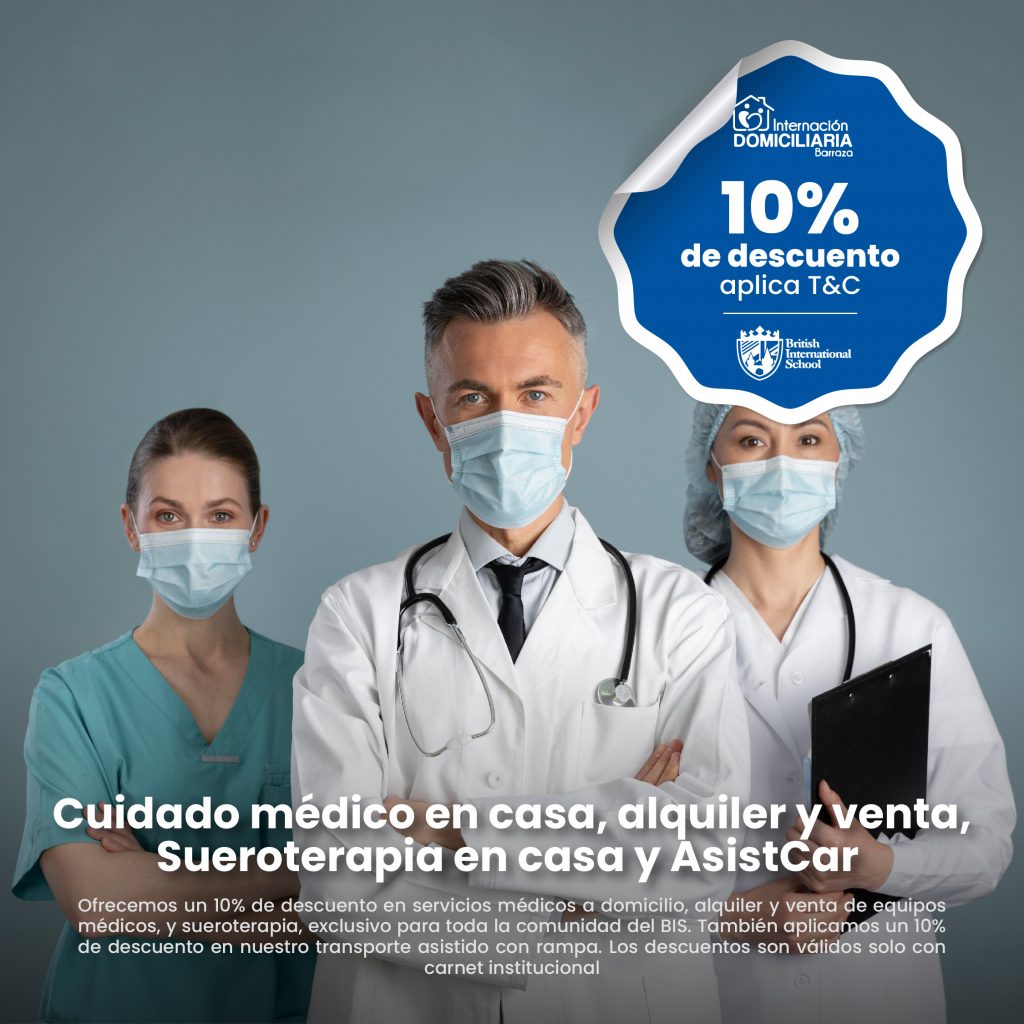 Internación
DOMICILIARIA
Barraza
10%
de descuento
aplica T&C
British
International
School
Cuidado médico en casa, alquiler y venta,
Sueroterapia en casa y AsistCar
Ofrecemos un 10% de descuento en servicios médicos a domicilio, alquiler y venta de equipos
médicos, y sueroterapia, exclusivo para toda la comunidad del BIS. También aplicamos un 10%
de descuento en nuestro transporte asistido con rampa. Los descuentos son válidos solo con
carnet institucional